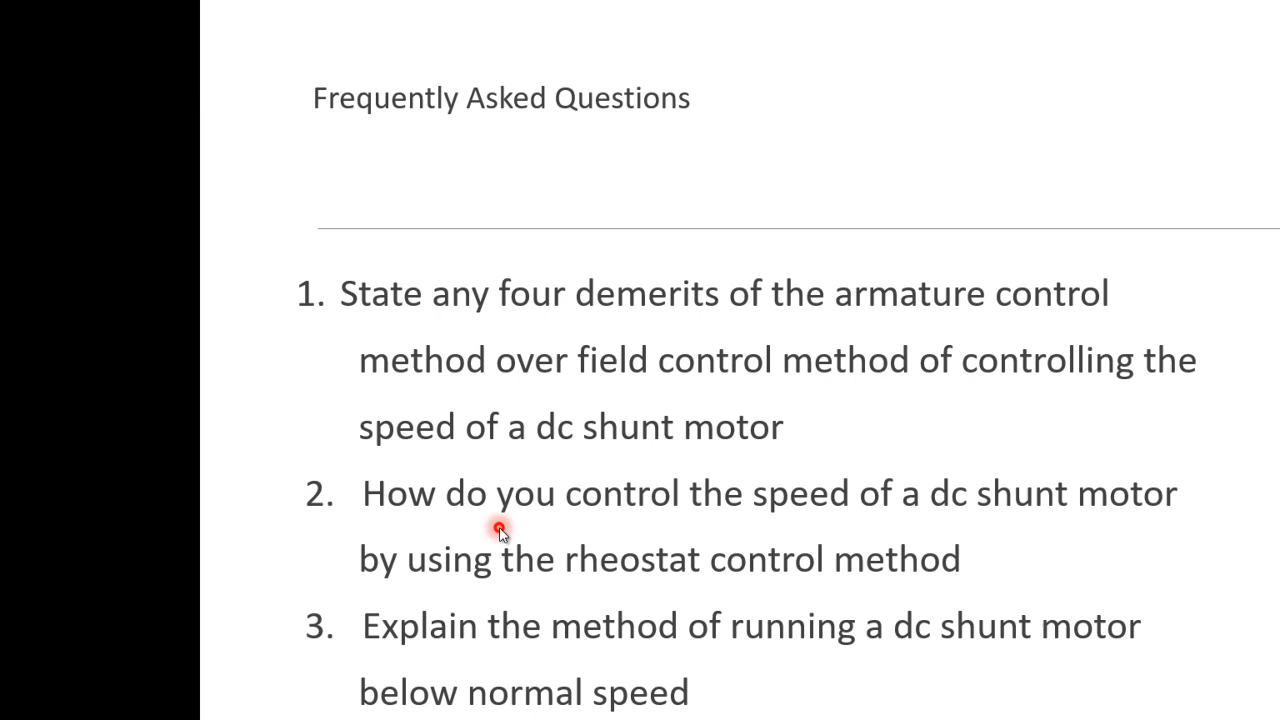 Frequently Asked Questions
1. State any four demerits of the armature control
method over field control method of controlling the
speed of a dc shunt motor
2. How do you control the speed of a dc shunt motor
by using the rheostat control method
3. Explain the method of running a dc shunt motor
below normal speed